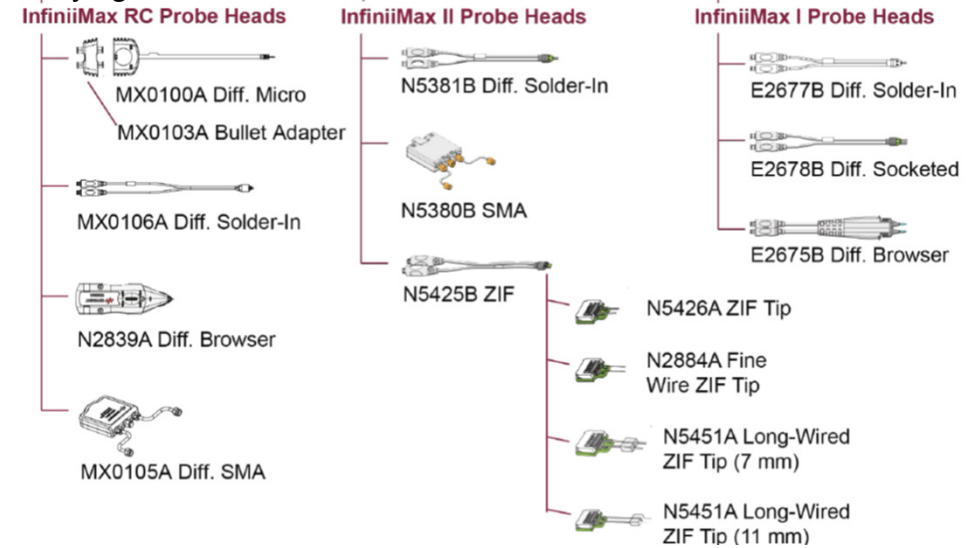 InfiniiMax RC Probe Heads
MX0100A Diff. Micro
MX0103A Bullet Adapter
MX0106A Diff. Solder-In
N2839A Diff. Browser
MX0105A Diff. SMA
InfiniiMax II Probe Heads
N5381B Diff. Solder-In
N5380B SMA
N5425B ZIF
N5426A ZIF Tip
N2884A Fine
Wire ZIF Tip
N5451A Long-Wired
ZIF Tip (7 mm)
N5451A Long-Wired
ZIF Tip (11 mm)
InfiniiMax I Probe Heads
E2677B Diff. Solder-In
E2678B Diff. Socketed
E2675B Diff. Browser